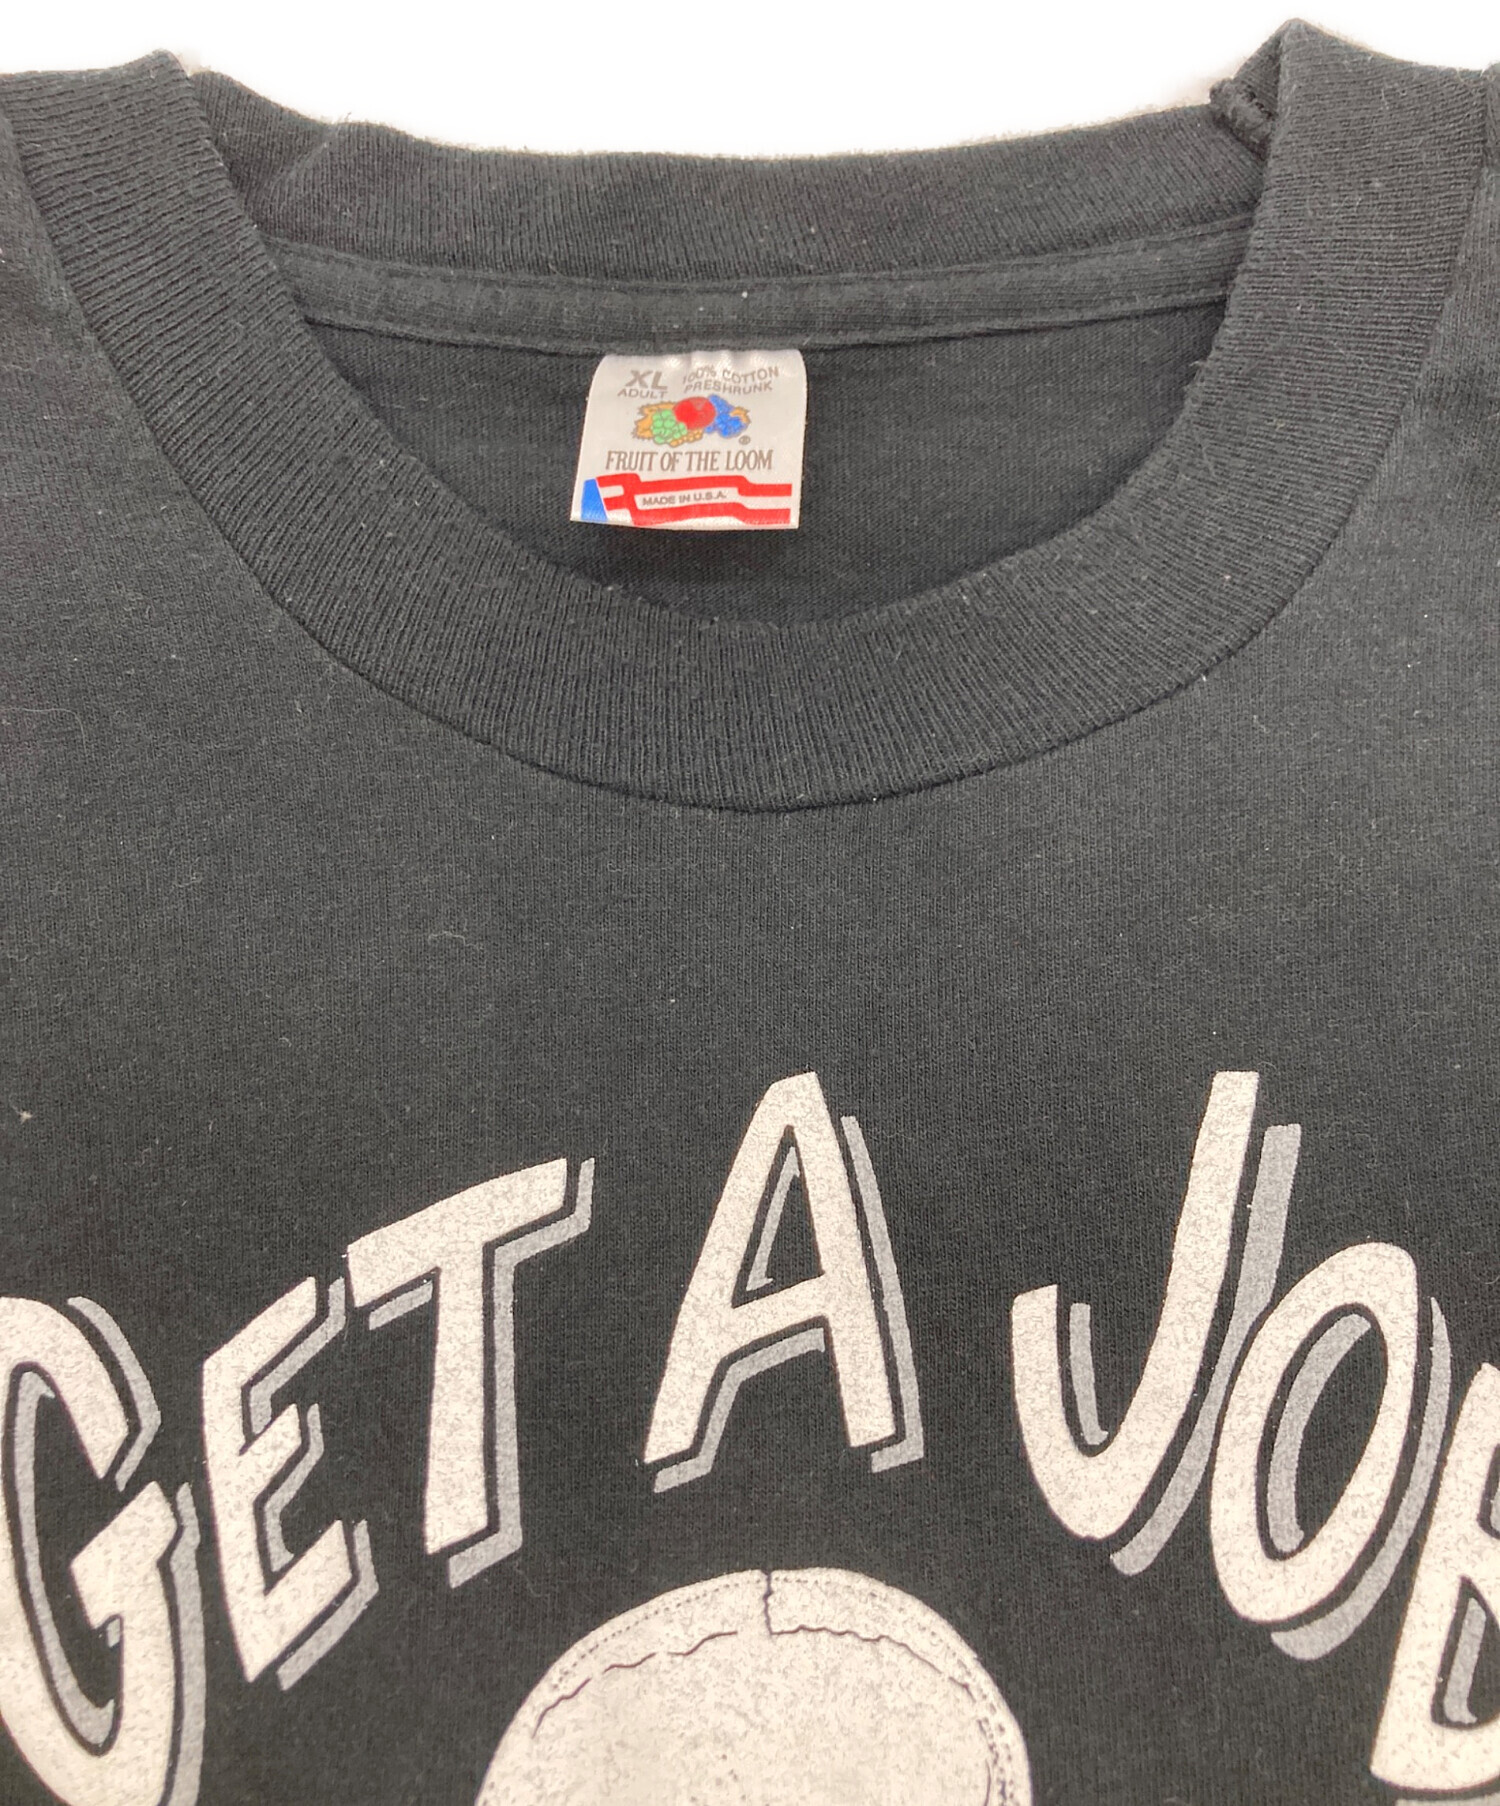 XL 100% COTTON
ADULT PRESHRUNK
FRUIT OF THE LOOM
MADE IN U.S.A.
GET A JOB